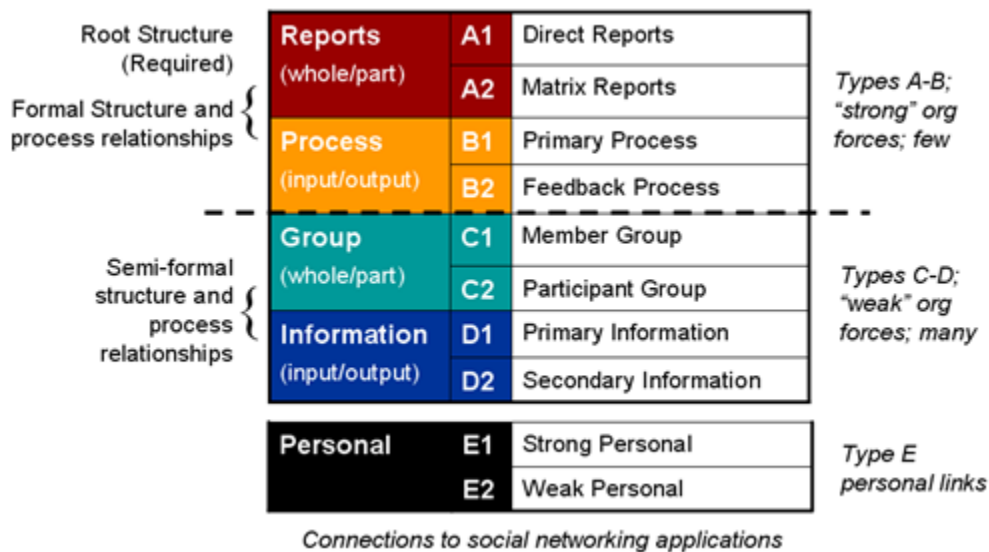 Root Structure
(Required)
Formal Structure and
process relationships
Reports
(whole/part)
A1
Direct Reports
A2
Matrix Reports
Process
(input/output)
B1
Primary Process
B2
Feedback Process
Types A-B;
"strong" org
forces; few
Semi-formal
structure and
process
relationships
Group
(whole/part)
C1
Member Group
C2
Participant Group
Information
(input/output)
D1
Primary Information
D2
Secondary Information
Types C-D;
"weak" org
forces; many
Personal
E1
Strong Personal
E2
Weak Personal
Type E
personal links
Connections to social networking applications